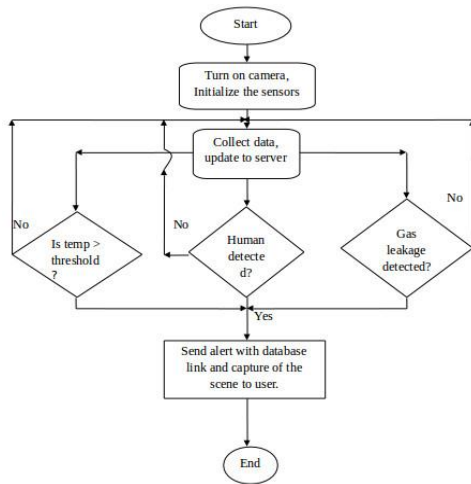 Start
Turn on camera,
Initialize the sensors
Collect data,
update to server
No
No
No
Is temp >
threshold
?
Human
detecte
d?
Gas
leakage
detected?
Yes
Send alert with database
link and capture of the
scene to user.
End